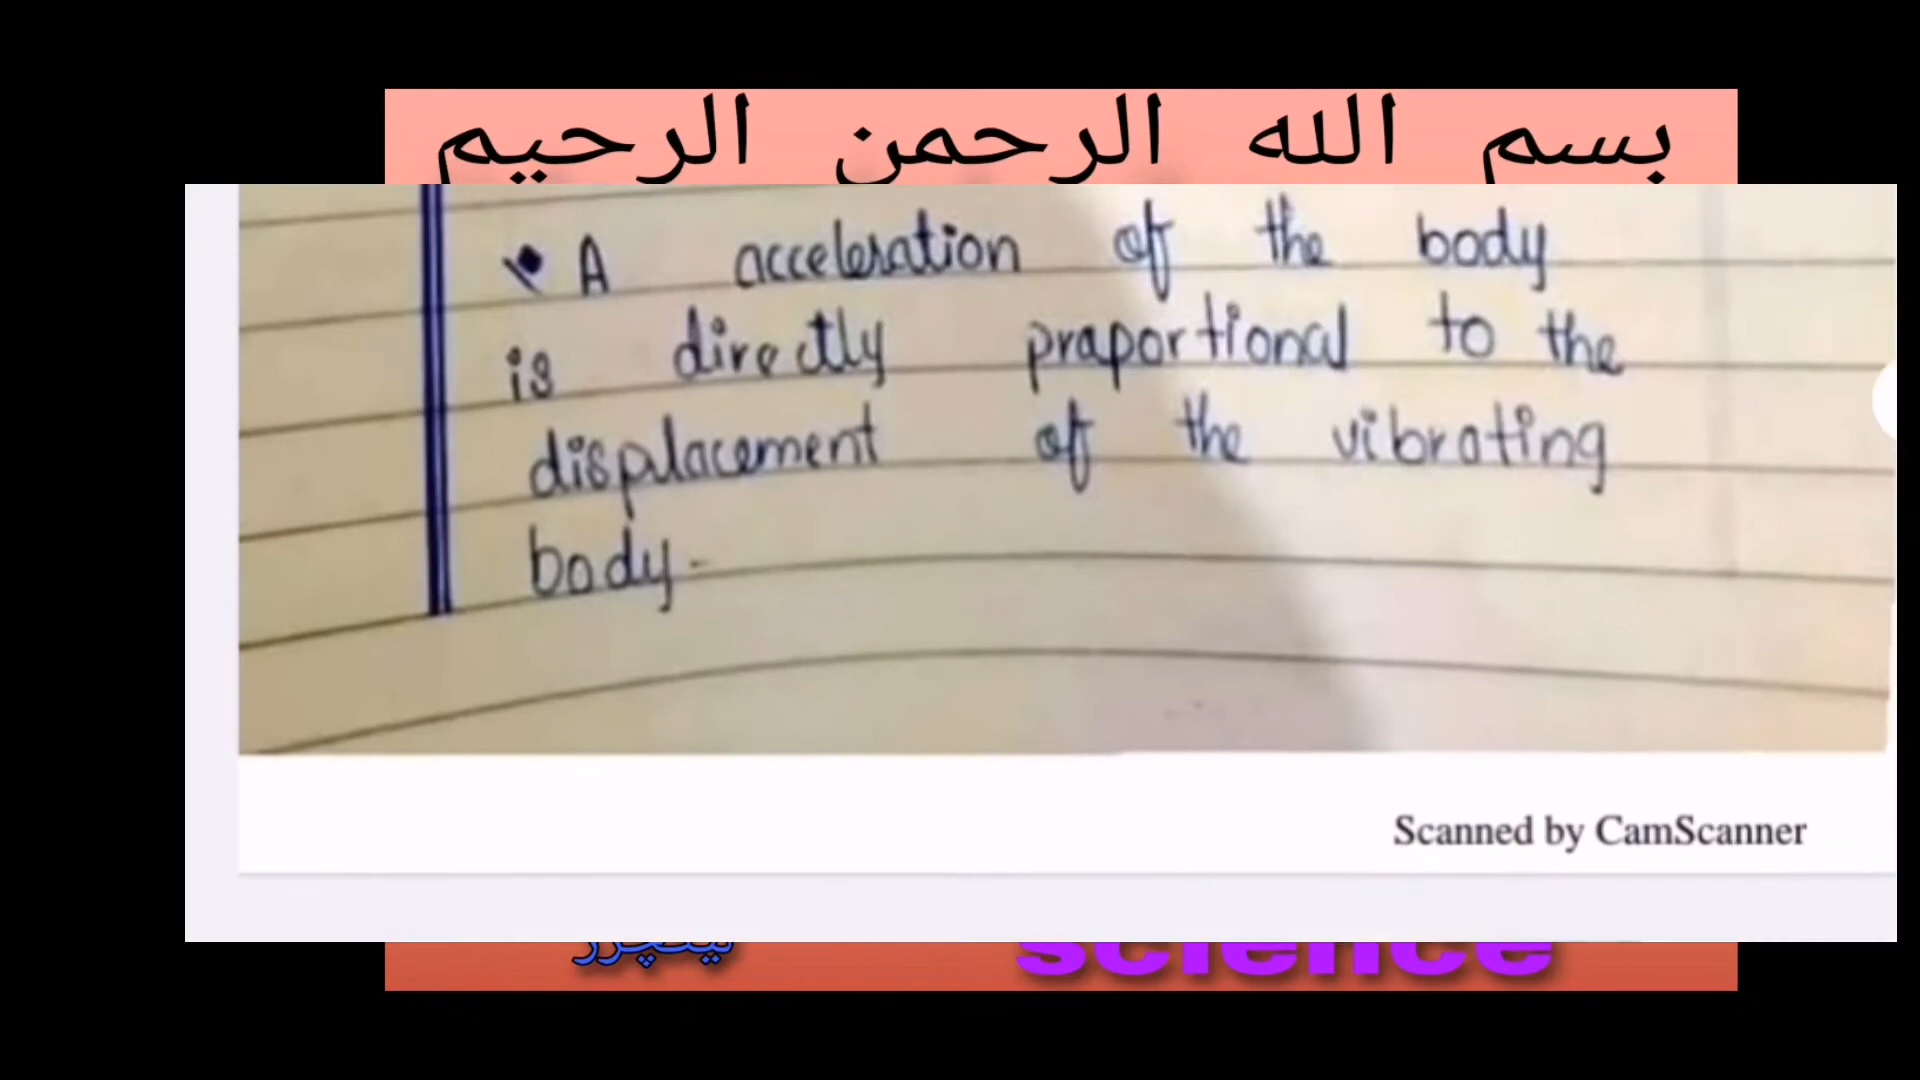 بسم الله الرحمن الرحيم
A acceleration of the body
is directly praportional to the
displacement of the vibrating
body.
Scanned by CamScanner
science